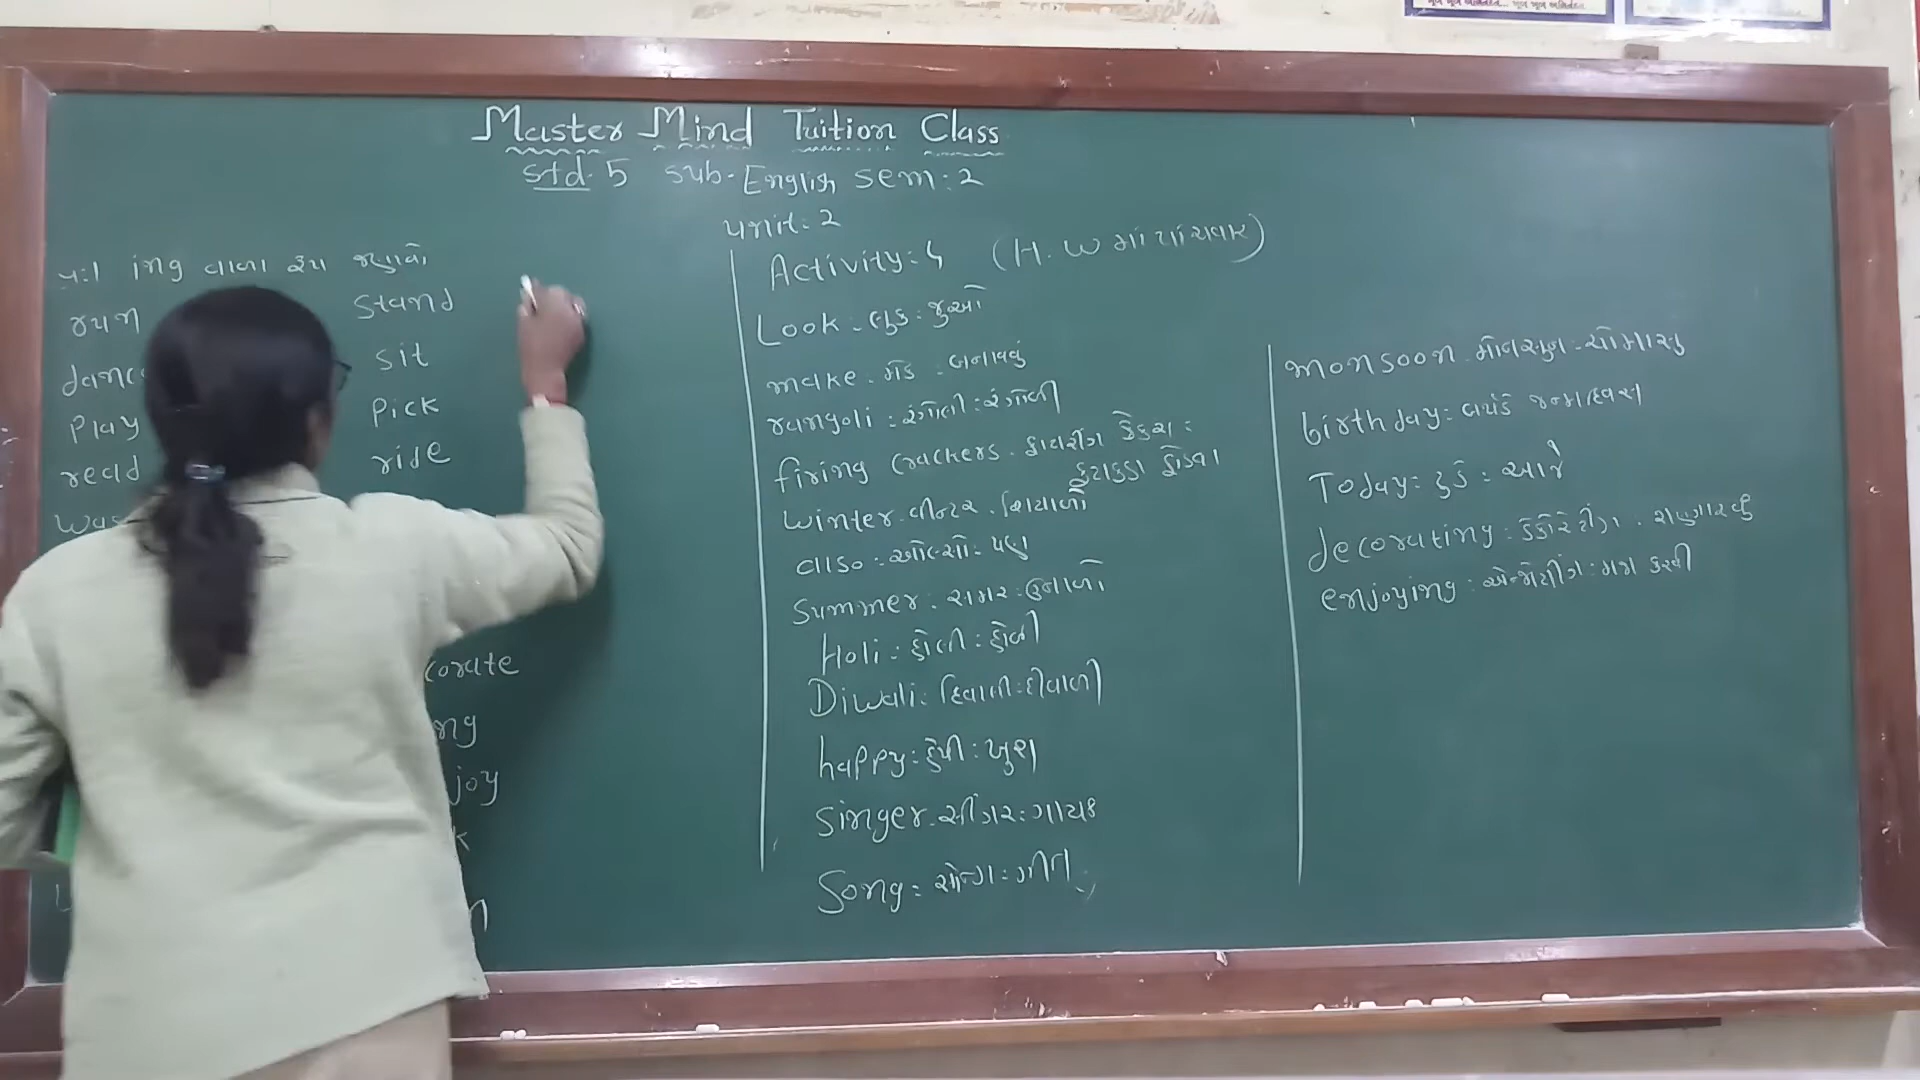 Master Mind Tuition Class
std. 5 sub-English sem: 2
unit: 2
પ્ર:1 ing વાળા રૂપ જણાવો
run
stand
sit
Play
Pick
read
ride
Activity: 5 (H.W માં પાંચવાર)
Look - લુક : જુઓ
make - મેક : બનાવવું
rangoli : રંગોલી : રંગોળી
firing crackers - ફાયરીંગ ક્રેકર્સ :
ફટાકડા ફોડવા
winter - વીન્ટર - શિયાળો
also : ઓલ્સો : પણ
Summer - સમર : ઉનાળો
Holi : હોલી : હોળી
Diwali : દિવાલી : દીવાળી
happy : હેપી : ખુશ
Singer - સીંગર : ગાયક
Song = સોન્ગ : ગીત
monsoon - મોનસુન - ચોમાસુ
birthday : બર્થડે જન્મદિવસ
Today = ટુડે : આજે
decorating : ડેકોરેટીંગ . શણગારવું
enjoying : એન્જોયીંગ : મજા કરવી